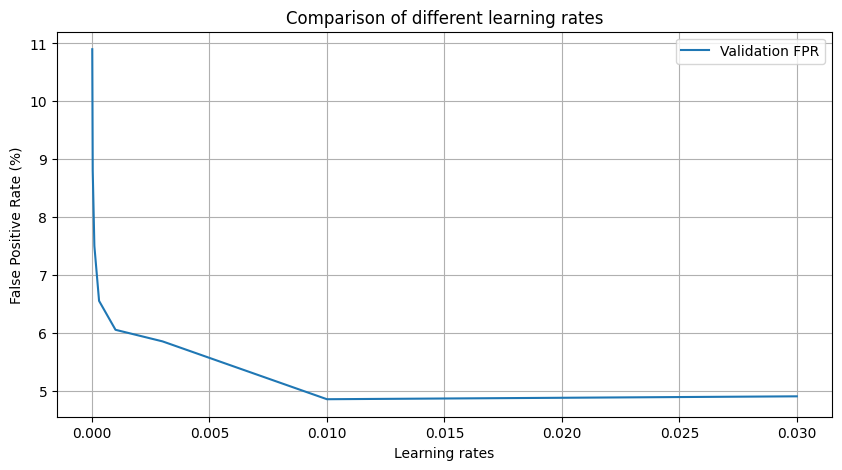 Comparison of different learning rates
Validation FPR
False Positive Rate (%)
11
10
9
8
7
6
5
0.000 0.005 0.010 0.015 0.020 0.025 0.030
Learning rates